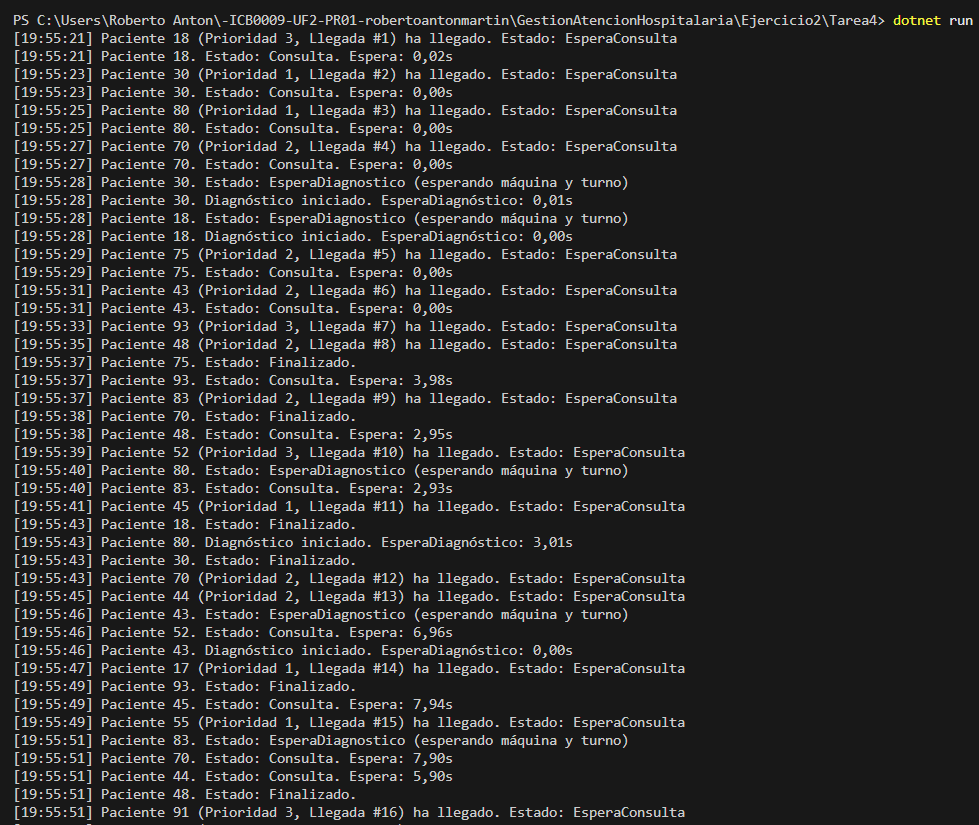 PS C:\Users\Roberto Anton\-ICB0009-UF2-PR01-robertoantonmartin\GestionAtencionHospitalaria\Ejercicio2\Tarea4> dotnet run
[19:55:21] Paciente 18 (Prioridad 3, Llegada #1) ha llegado. Estado: EsperaConsulta
[19:55:21] Paciente 18. Estado: Consulta. Espera: 0,02s
[19:55:23] Paciente 30 (Prioridad 1, Llegada #2) ha llegado. Estado: EsperaConsulta
[19:55:23] Paciente 30. Estado: Consulta. Espera: 0,00s
[19:55:25] Paciente 80 (Prioridad 1, Llegada #3) ha llegado. Estado: EsperaConsulta
[19:55:25] Paciente 80. Estado: Consulta. Espera: 0,00s
[19:55:27] Paciente 70 (Prioridad 2, Llegada #4) ha llegado. Estado: EsperaConsulta
[19:55:27] Paciente 70. Estado: Consulta. Espera: 0,00s
[19:55:28] Paciente 30. Estado: EsperaDiagnostico (esperando máquina y turno)
[19:55:28] Paciente 30. Diagnóstico iniciado. EsperaDiagnóstico: 0,01s
[19:55:28] Paciente 18. Estado: EsperaDiagnostico (esperando máquina y turno)
[19:55:28] Paciente 18. Diagnóstico iniciado. EsperaDiagnóstico: 0,00s
[19:55:29] Paciente 75 (Prioridad 2, Llegada #5) ha llegado. Estado: EsperaConsulta
[19:55:29] Paciente 75. Estado: Consulta. Espera: 0,00s
[19:55:31] Paciente 43 (Prioridad 2, Llegada #6) ha llegado. Estado: EsperaConsulta
[19:55:31] Paciente 43. Estado: Consulta. Espera: 0,00s
[19:55:33] Paciente 93 (Prioridad 3, Llegada #7) ha llegado. Estado: EsperaConsulta
[19:55:35] Paciente 48 (Prioridad 2, Llegada #8) ha llegado. Estado: EsperaConsulta
[19:55:37] Paciente 75. Estado: Finalizado.
[19:55:37] Paciente 93. Estado: Consulta. Espera: 3,98s
[19:55:37] Paciente 83 (Prioridad 2, Llegada #9) ha llegado. Estado: EsperaConsulta
[19:55:38] Paciente 70. Estado: Finalizado.
[19:55:38] Paciente 48. Estado: Consulta. Espera: 2,95s
[19:55:39] Paciente 52 (Prioridad 3, Llegada #10) ha llegado. Estado: EsperaConsulta
[19:55:40] Paciente 80. Estado: EsperaDiagnostico (esperando máquina y turno)
[19:55:40] Paciente 83. Estado: Consulta. Espera: 2,93s
[19:55:41] Paciente 45 (Prioridad 1, Llegada #11) ha llegado. Estado: EsperaConsulta
[19:55:43] Paciente 18. Estado: Finalizado.
[19:55:43] Paciente 80. Diagnóstico iniciado. EsperaDiagnóstico: 3,01s
[19:55:43] Paciente 30. Estado: Finalizado.
[19:55:43] Paciente 70 (Prioridad 2, Llegada #12) ha llegado. Estado: EsperaConsulta
[19:55:45] Paciente 44 (Prioridad 2, Llegada #13) ha llegado. Estado: EsperaConsulta
[19:55:46] Paciente 43. Estado: EsperaDiagnostico (esperando máquina y turno)
[19:55:46] Paciente 52. Estado: Consulta. Espera: 6,96s
[19:55:46] Paciente 43. Diagnóstico iniciado. EsperaDiagnóstico: 0,00s
[19:55:47] Paciente 17 (Prioridad 1, Llegada #14) ha llegado. Estado: EsperaConsulta
[19:55:49] Paciente 93. Estado: Finalizado.
[19:55:49] Paciente 45. Estado: Consulta. Espera: 7,94s
[19:55:49] Paciente 55 (Prioridad 1, Llegada #15) ha llegado. Estado: EsperaConsulta
[19:55:51] Paciente 83. Estado: EsperaDiagnostico (esperando máquina y turno)
[19:55:51] Paciente 70. Estado: Consulta. Espera: 7,90s
[19:55:51] Paciente 44. Estado: Consulta. Espera: 5,90s
[19:55:51] Paciente 48. Estado: Finalizado.
[19:55:51] Paciente 91 (Prioridad 3, Llegada #16) ha llegado. Estado: EsperaConsulta